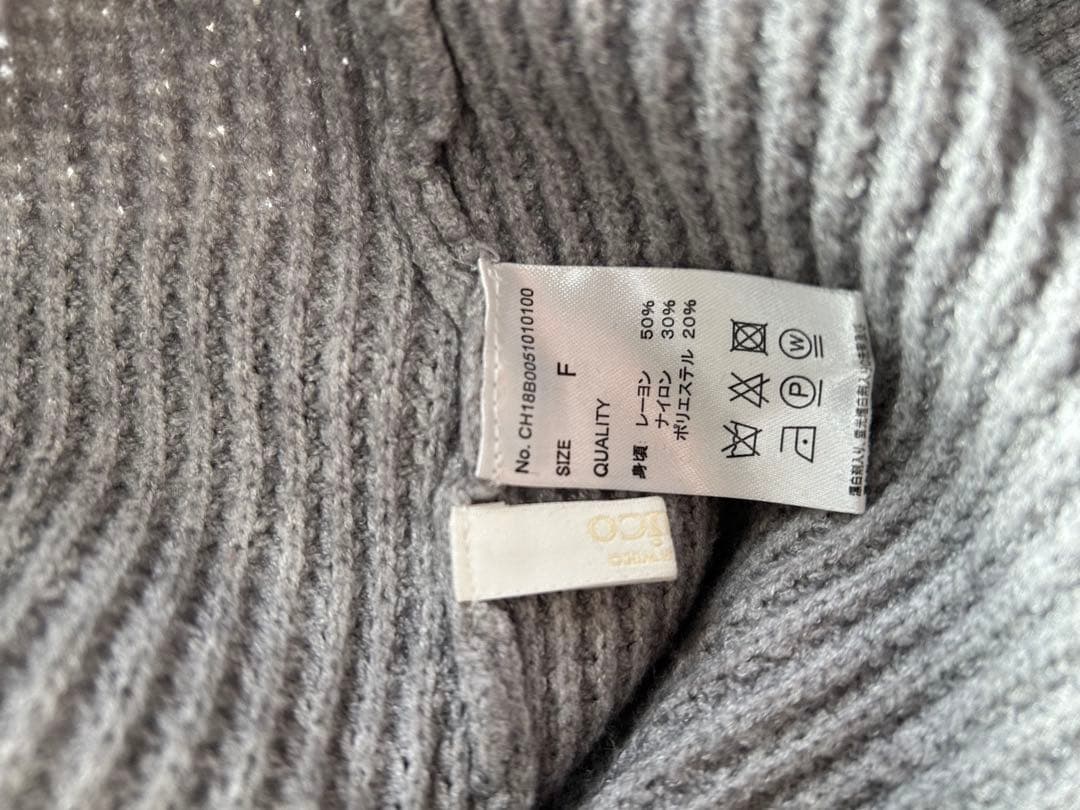 No. CH18B0051010100
SIZE F
QUALITY
身頃 レーヨン 50%
ナイロン 30%
ポリエステル 20%
W
P